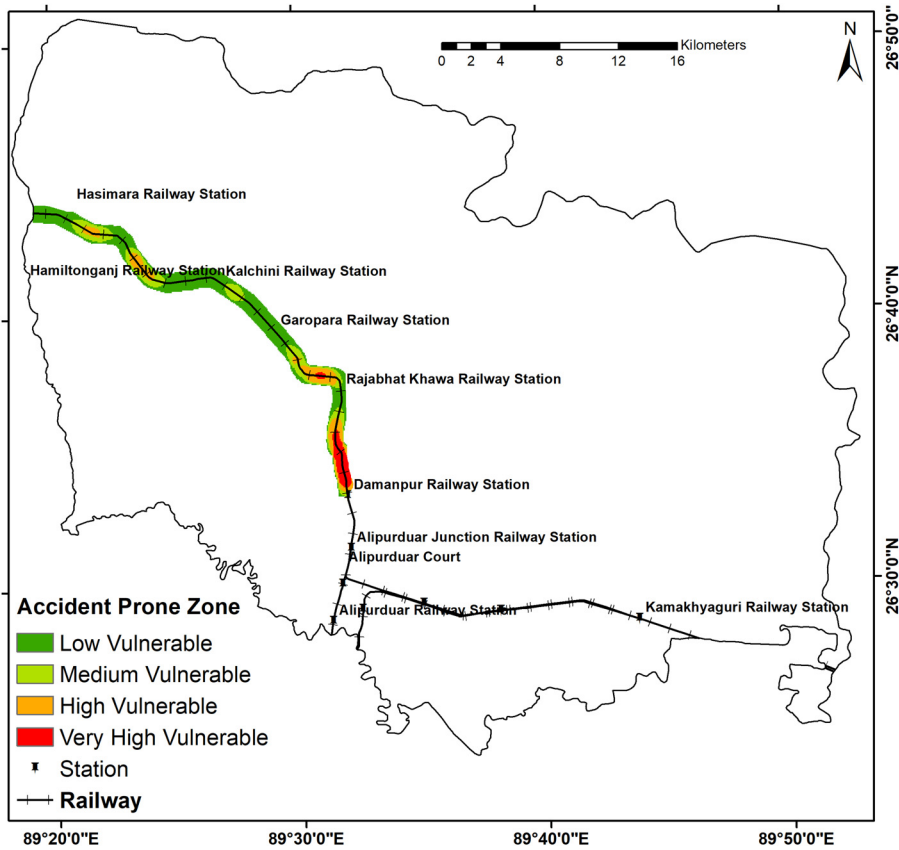 26°50'0"N
N
Kilometers
0 2 4 8 12 16
Hasimara Railway Station
Hamiltonganj Railway Station
Kalchini Railway Station
26°40'0"N
Garopara Railway Station
Rajabhat Khawa Railway Station
Damanpur Railway Station
Alipurduar Junction Railway Station
Alipurduar Court
26°30'0"N
Alipurduar Railway Station
Kamakhyaguri Railway Station
Accident Prone Zone
Low Vulnerable
Medium Vulnerable
High Vulnerable
Very High Vulnerable
Station
Railway
89°20'0"E 89°30'0"E 89°40'0"E 89°50'0"E